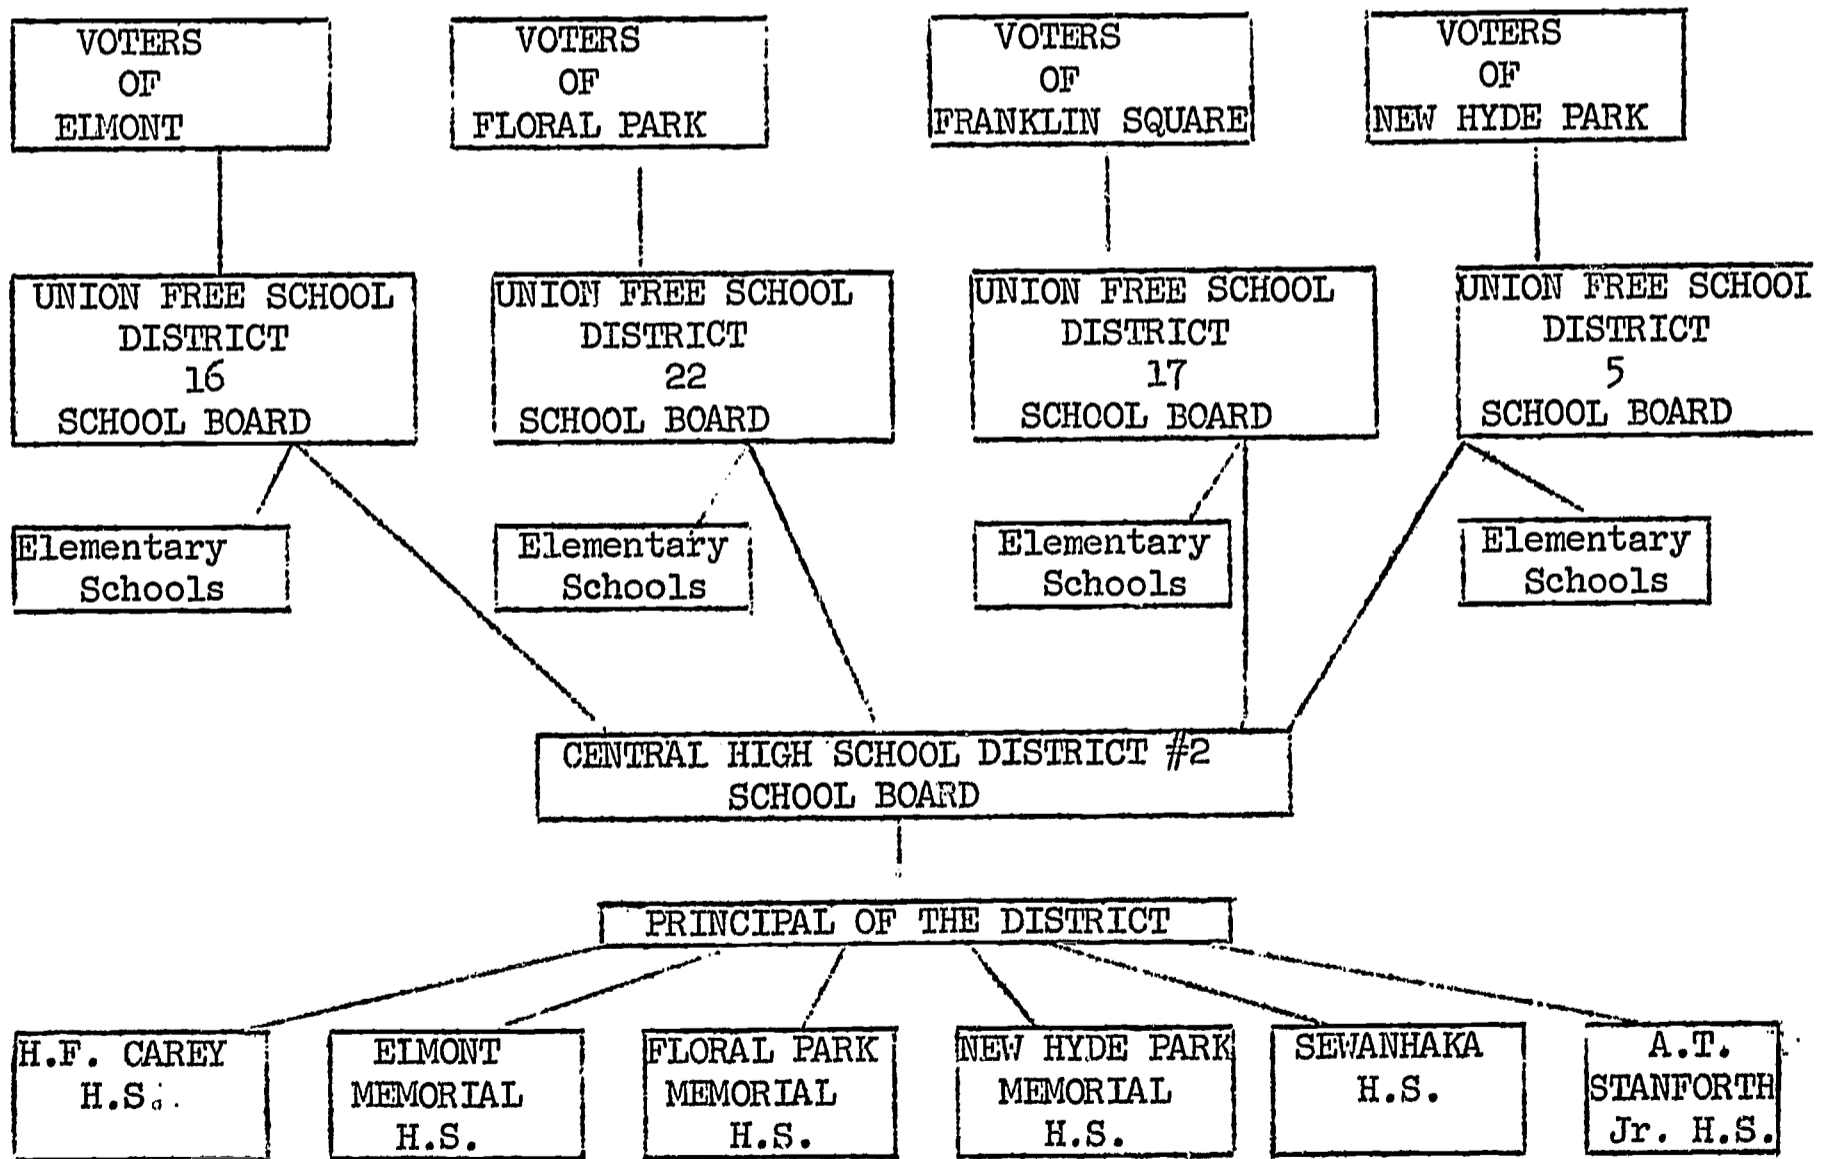 VOTERS
OF
ELMONT
VOTERS
OF
FLORAL PARK
VOTERS
OF
FRANKLIN SQUARE
VOTERS
OF
NEW HYDE PARK
UNION FREE SCHOOL
DISTRICT
16
SCHOOL BOARD
UNION FREE SCHOOL
DISTRICT
22
SCHOOL BOARD
UNION FREE SCHOOL
DISTRICT
17
SCHOOL BOARD
UNION FREE SCHOOL
DISTRICT
5
SCHOOL BOARD
Elementary
Schools
Elementary
Schools
Elementary
Schools
Elementary
Schools
CENTRAL HIGH SCHOOL DISTRICT #2
SCHOOL BOARD
PRINCIPAL OF THE DISTRICT
H.F. CAREY
H.S.
ELMONT
MEMORIAL
H.S.
FLORAL PARK
MEMORIAL
H.S.
NEW HYDE PARK
MEMORIAL
H.S.
SEWANHAKA
H.S.
A.T.
STANFORTH
Jr. H.S.